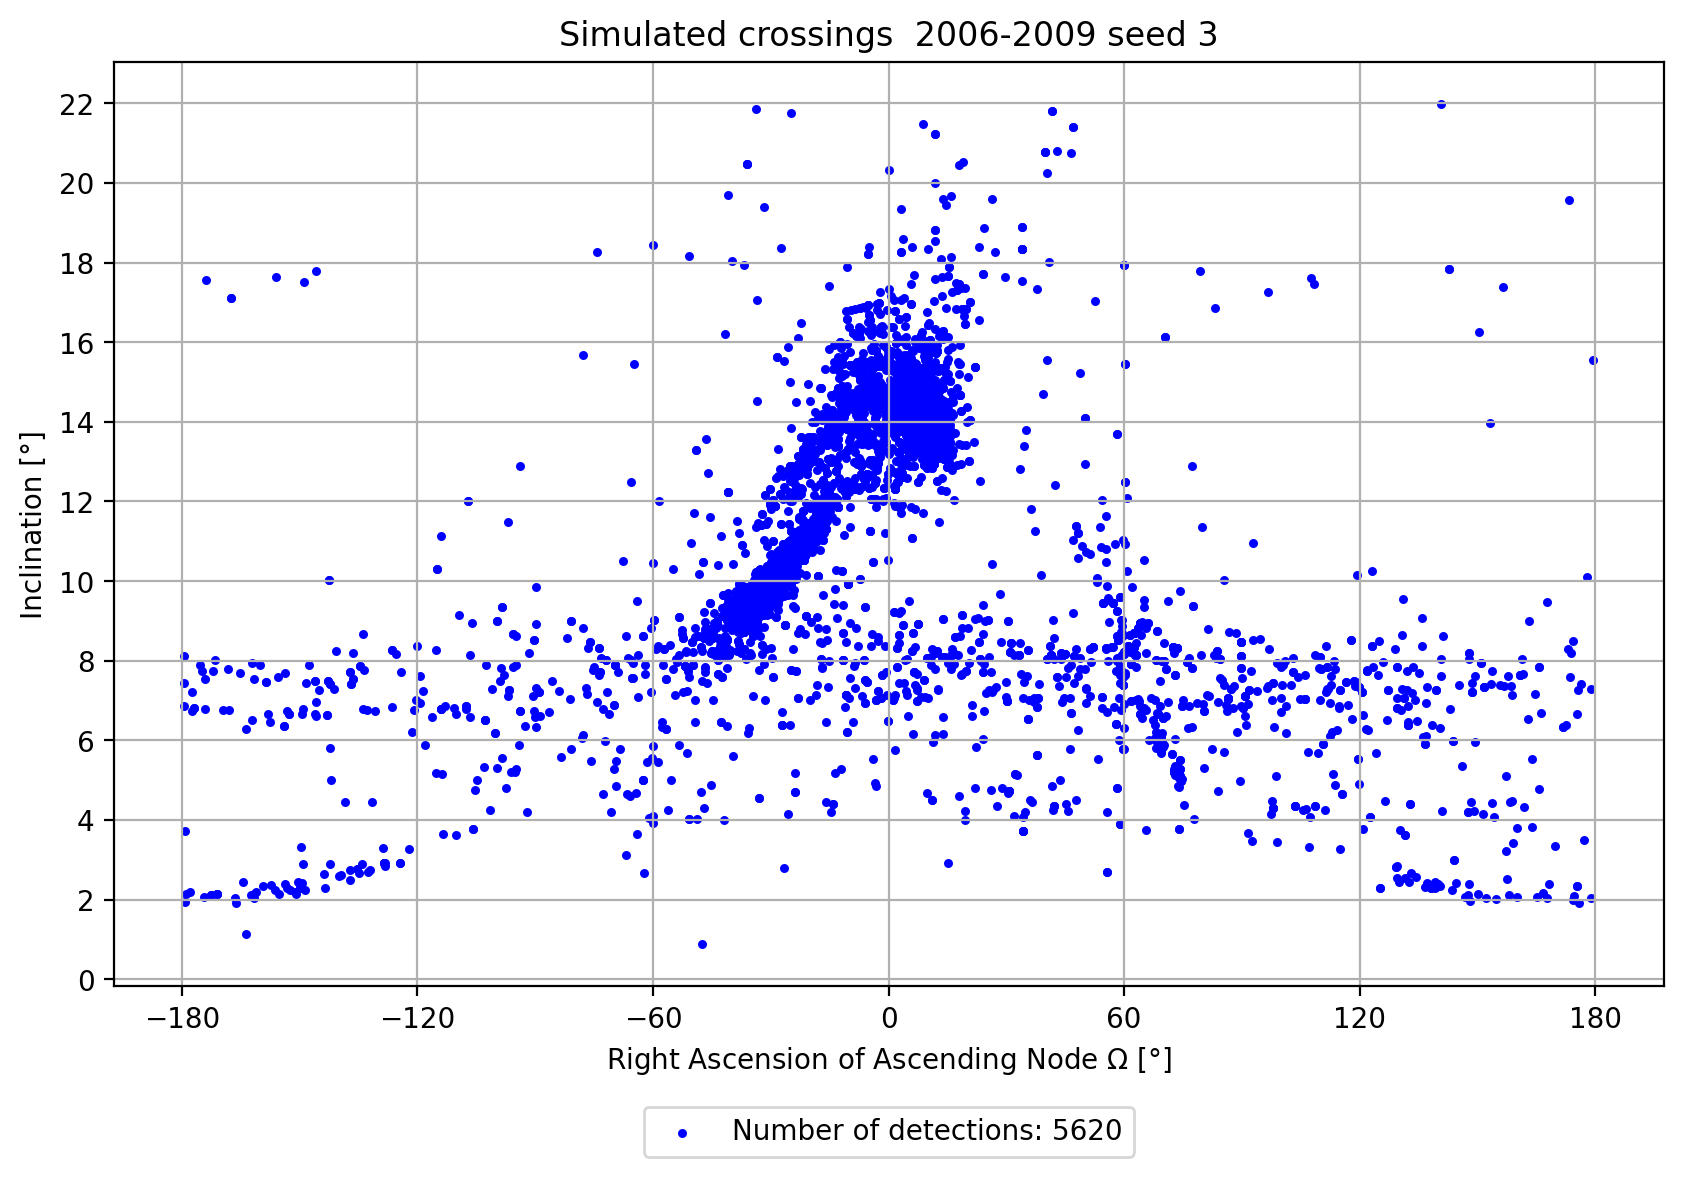 Simulated crossings  2006-2009 seed 3
22
20
18
16
14
12
10
8
6
4
2
0
Inclination [°]
−180 −120 −60 0 60 120 180
Right Ascension of Ascending Node Ω [°]
Number of detections: 5620